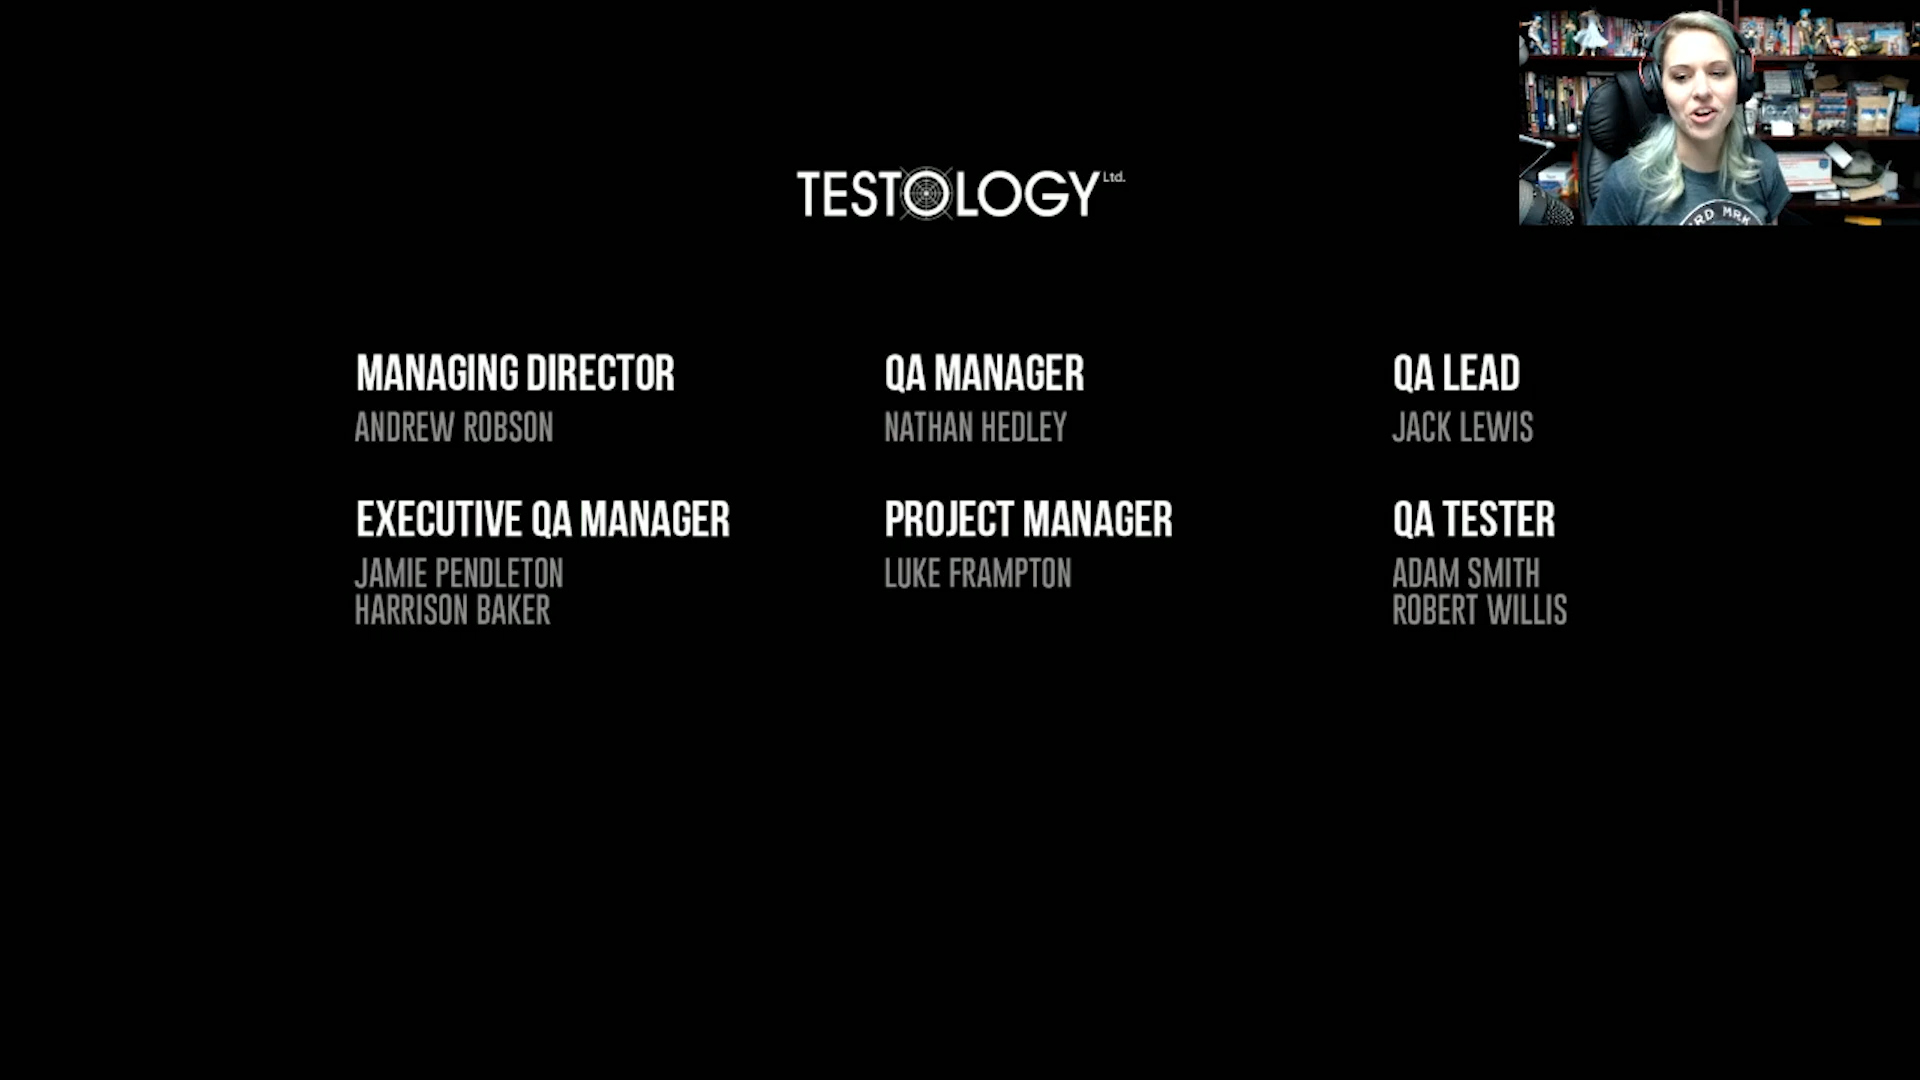 TESTOLOGY Ltd.
MANAGING DIRECTOR
ANDREW ROBSON
QA MANAGER
NATHAN HEDLEY
QA LEAD
JACK LEWIS
EXECUTIVE QA MANAGER
JAMIE PENDLETON
HARRISON BAKER
PROJECT MANAGER
LUKE FRAMPTON
QA TESTER
ADAM SMITH
ROBERT WILLIS